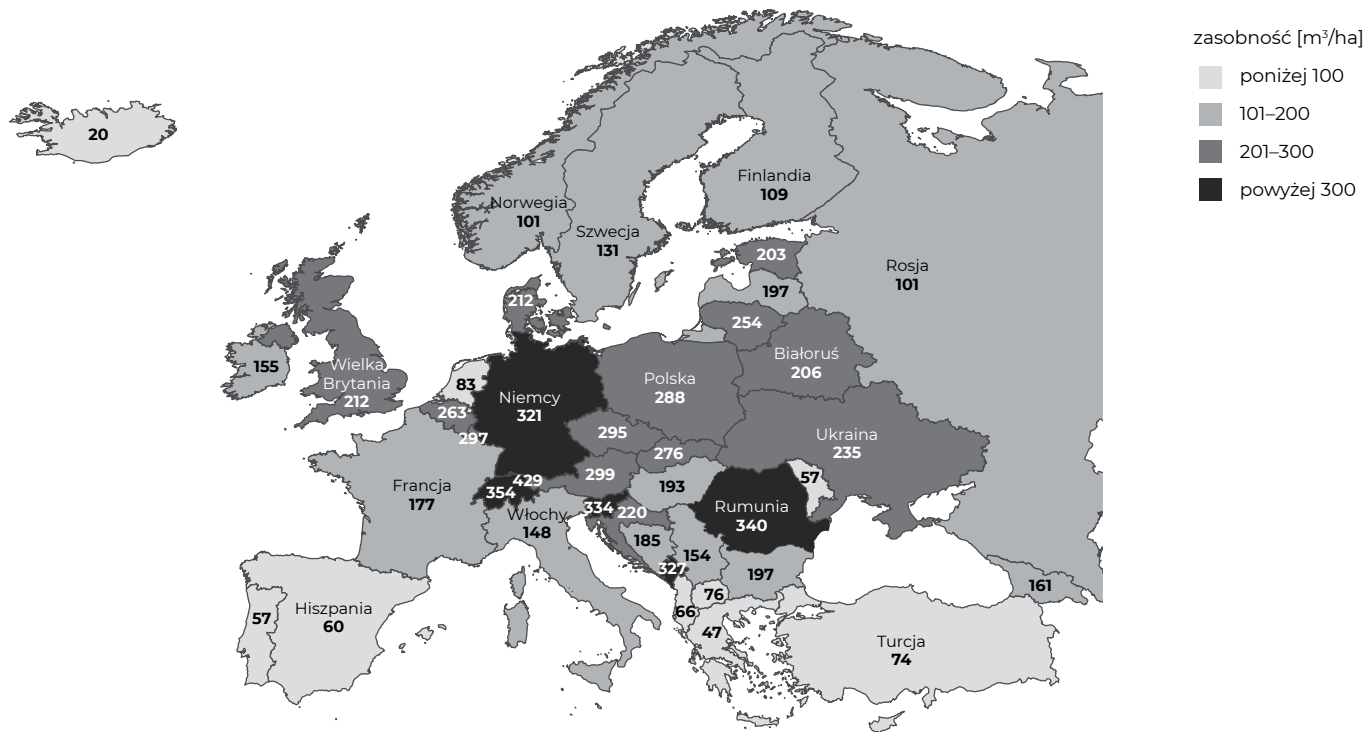 zasobność [m³/ha]
poniżej 100
101–200
201–300
powyżej 300
20
Norwegia
101
Szwecja
131
Finlandia
109
Rosja
101
203
197
254
212
155
Wielka
Brytania
212
83
263
297
Niemcy
321
Polska
288
Białoruś
206
Ukraina
235
295
276
299
429
354
193
Francja
177
Włochy
148
334
220
185
327
154
Rumunia
340
57
197
76
66
47
57
Hiszpania
60
Turcja
74
161